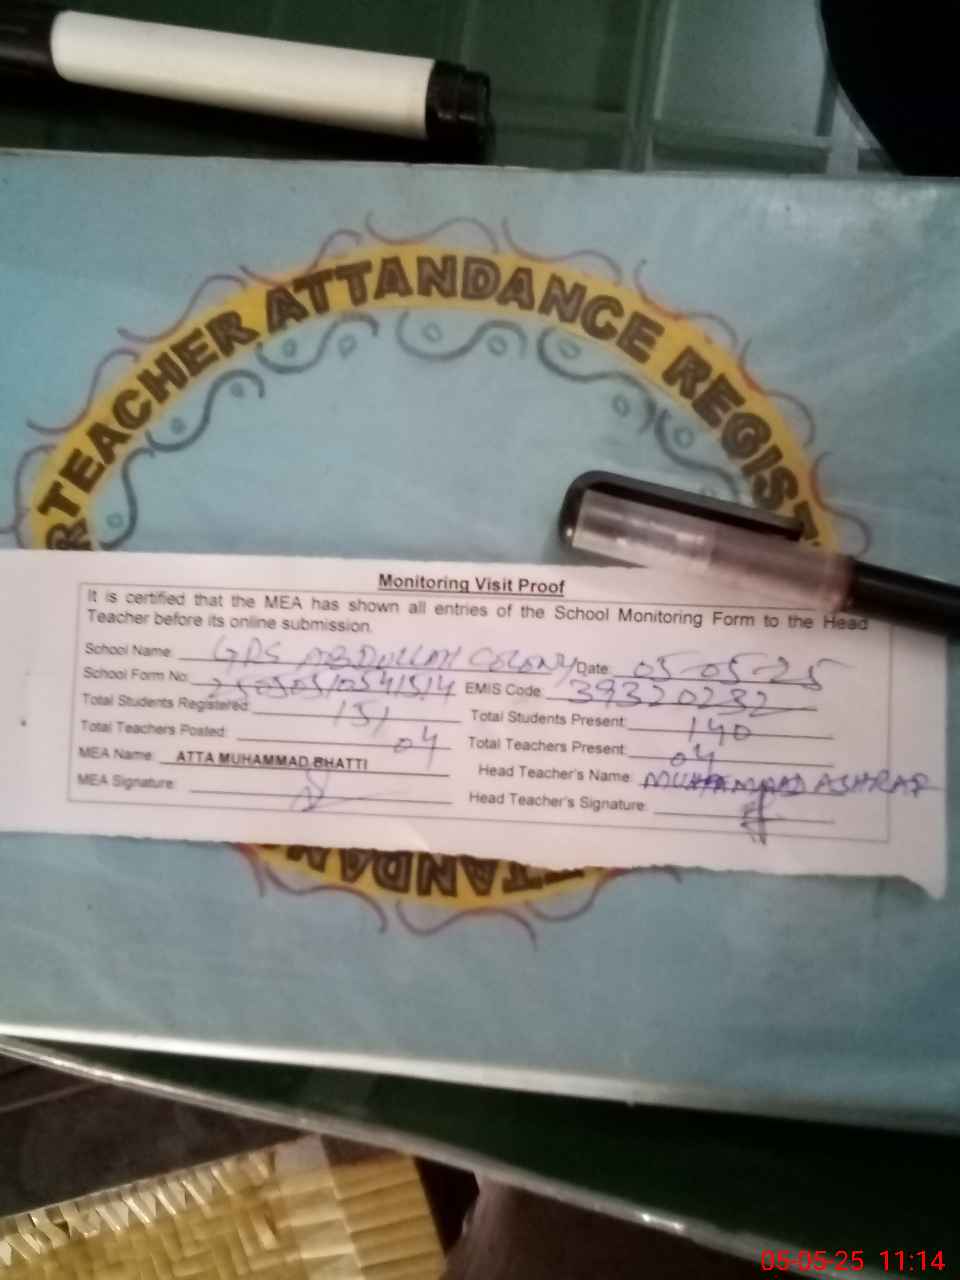 TEACHER ATTANDANCE REGIST
Monitoring Visit Proof
It is certified that the MEA has shown all entries of the School Monitoring Form to the Head
Teacher before its online submission.
School Name: GPS ABDULLAH COLONY Date: 05-05-25
School Form No: EMIS Code: 39320232
Total Students Registered: 151 Total Students Present: 140
Total Teachers Posted: 04 Total Teachers Present: 04
MEA Name: ATTA MUHAMMAD BHATTI Head Teacher's Name: MUHAMMAD ASHRAF
MEA Signature: Head Teacher's Signature:
ATTANDAN
05-05-25 11:14